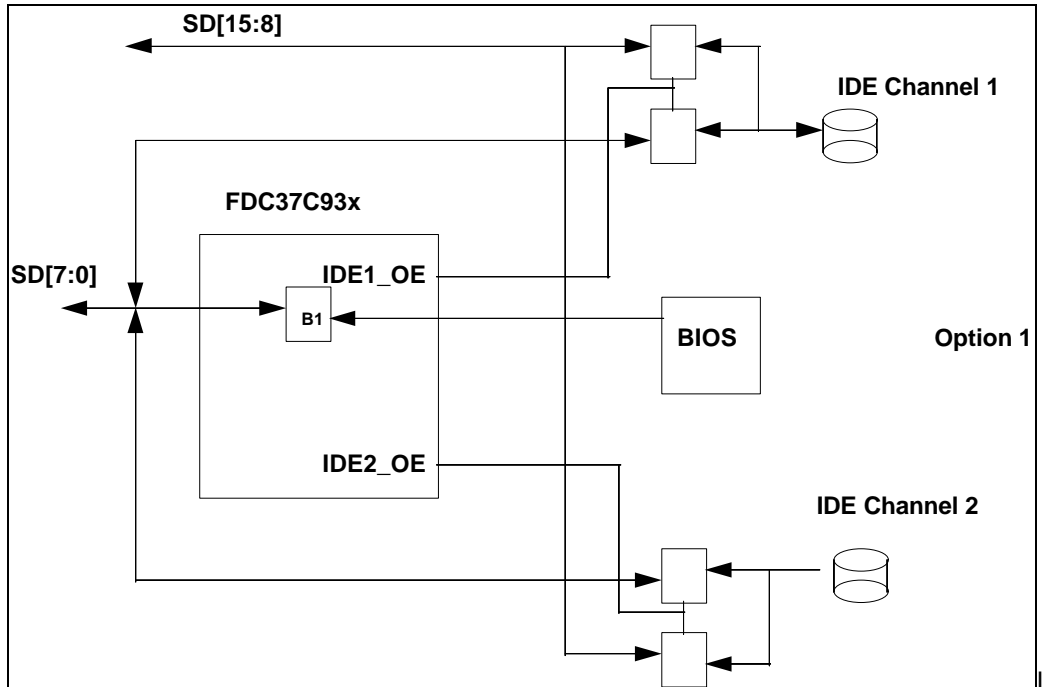 SD[15:8]
IDE Channel 1
FDC37C93x
SD[7:0]
IDE1_OE
B1
BIOS
Option 1
IDE2_OE
IDE Channel 2